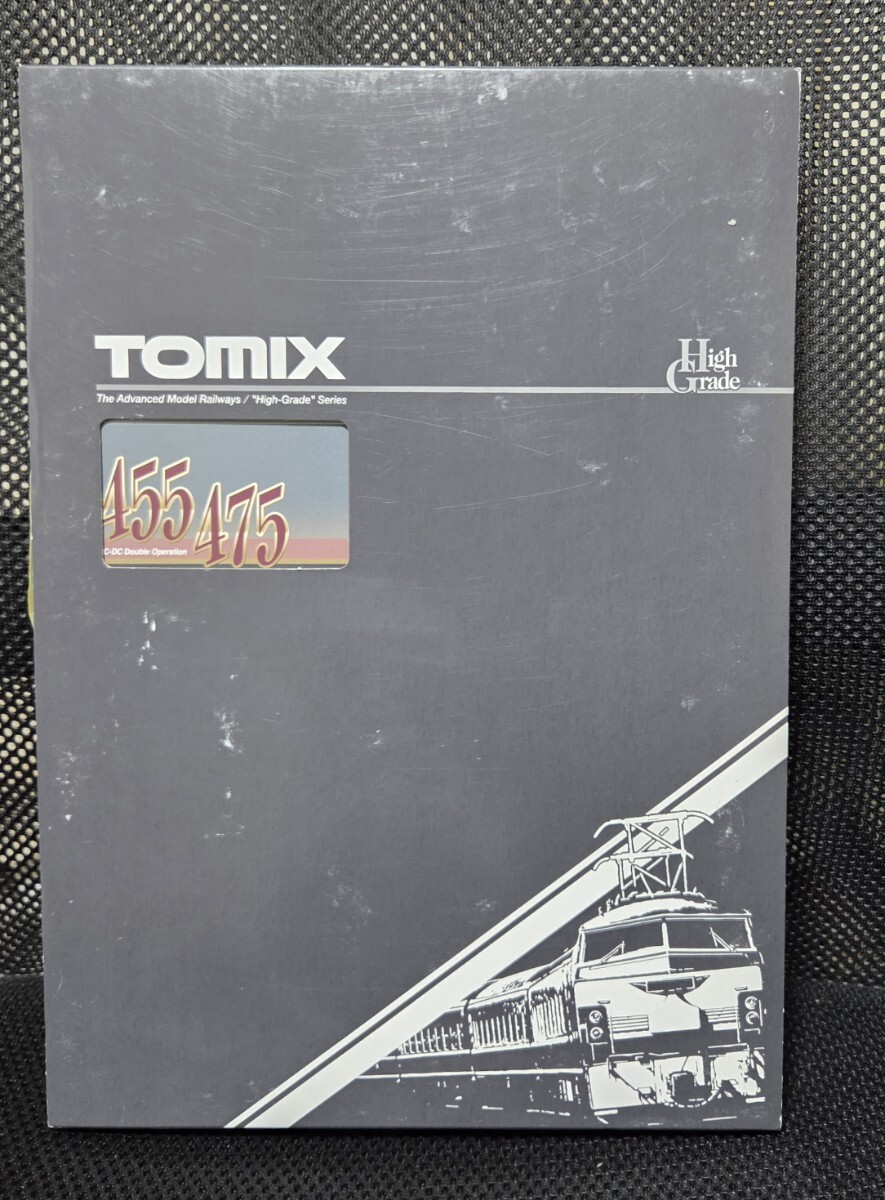 TOMIX
High Grade
The Advanced Model Railways / "High-Grade" Series
455 475
C-DC Double Operation